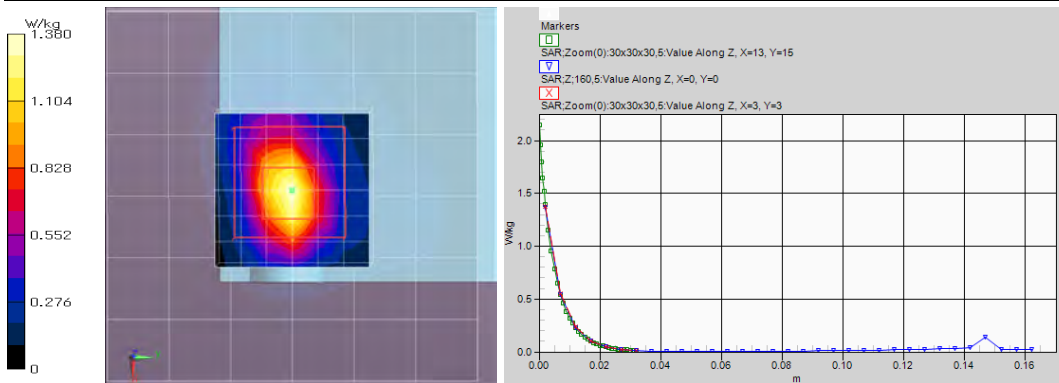 W/kg
1.380
1.104
0.828
0.552
0.276
0
Markers
SAR;Zoom(0):30x30x30,5:Value Along Z, X=13, Y=15
SAR;Z;160,5:Value Along Z, X=0, Y=0
SAR;Zoom(0):30x30x30,5:Value Along Z, X=3, Y=3
2.0
1.5
1.0
0.5
0.0
W/kg
0.00 0.02 0.04 0.06 0.08 0.10 0.12 0.14 0.16
m